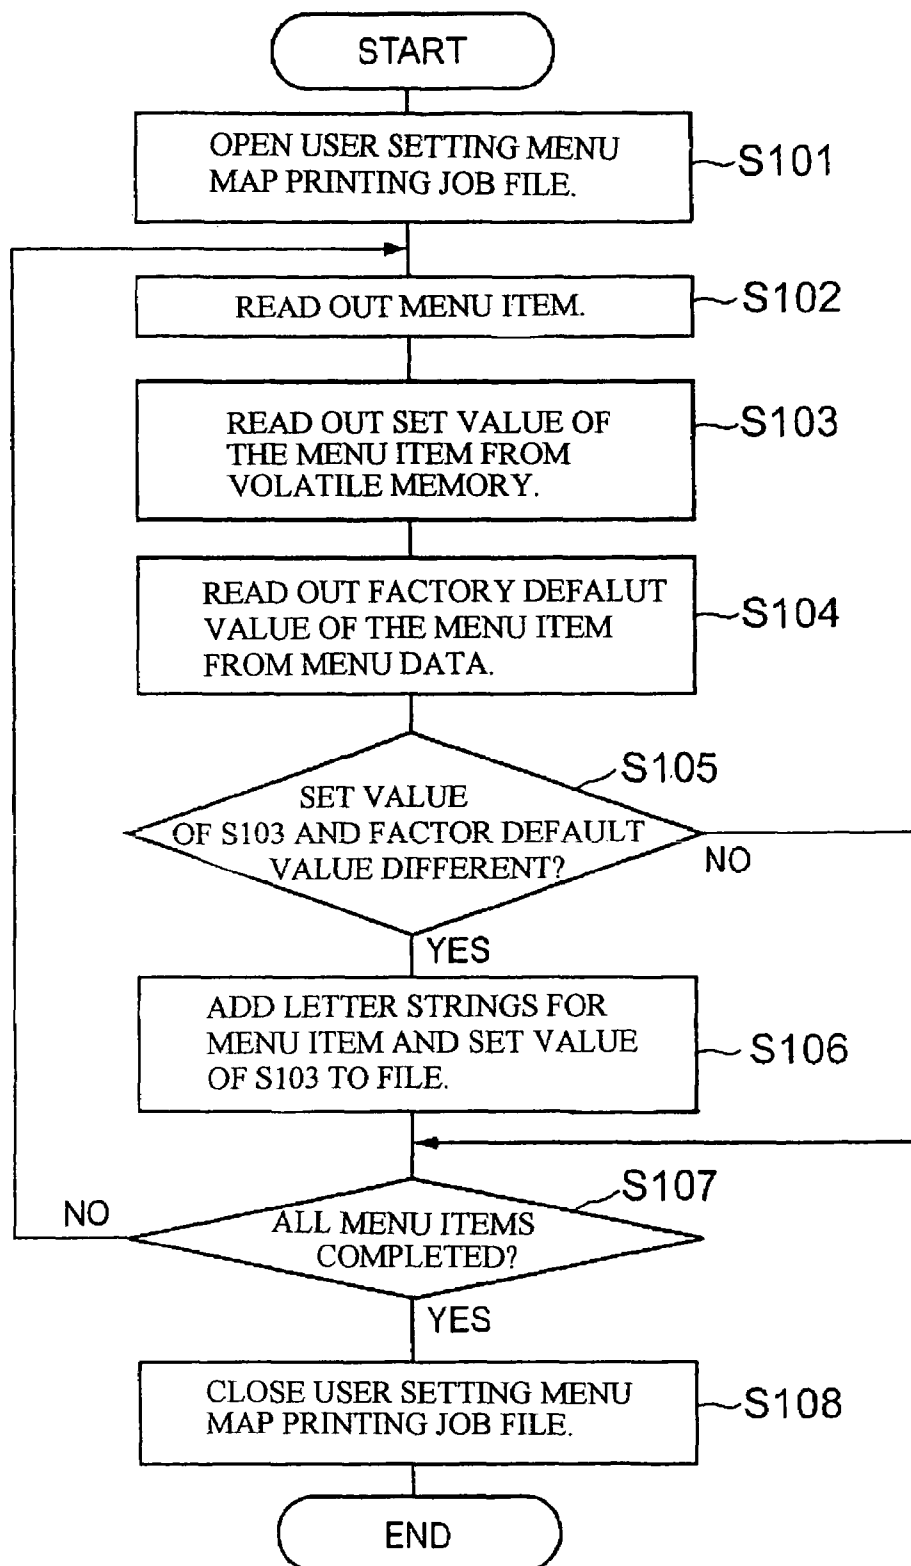 START
OPEN USER SETTING MENU
MAP PRINTING JOB FILE.
S101
READ OUT MENU ITEM.
S102
READ OUT SET VALUE OF
THE MENU ITEM FROM
VOLATILE MEMORY.
S103
READ OUT FACTORY DEFALUT
VALUE OF THE MENU ITEM
FROM MENU DATA.
S104
S105
SET VALUE
OF S103 AND FACTOR DEFAULT
VALUE DIFFERENT?
NO
YES
ADD LETTER STRINGS FOR
MENU ITEM AND SET VALUE
OF S103 TO FILE.
S106
S107
NO
ALL MENU ITEMS
COMPLETED?
YES
CLOSE USER SETTING MENU
MAP PRINTING JOB FILE.
S108
END